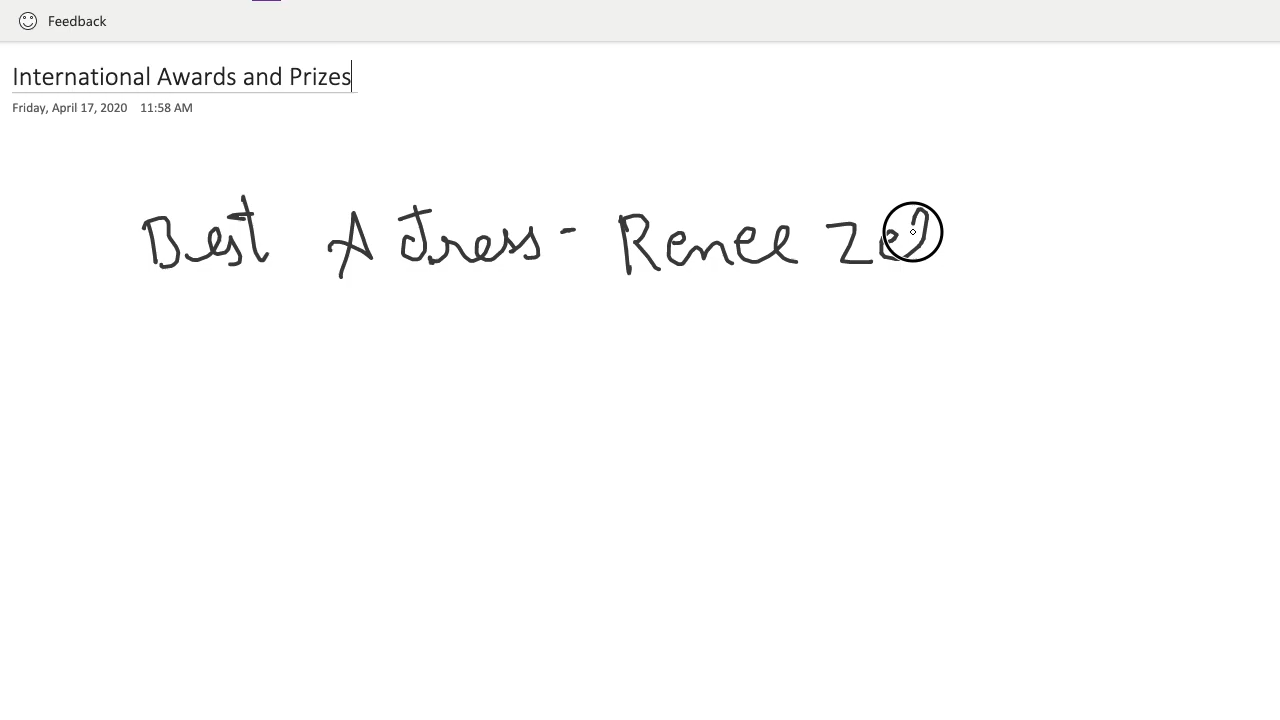 Feedback
International Awards and Prizes
Friday, April 17, 2020 11:58 AM
Best Actress - Renee